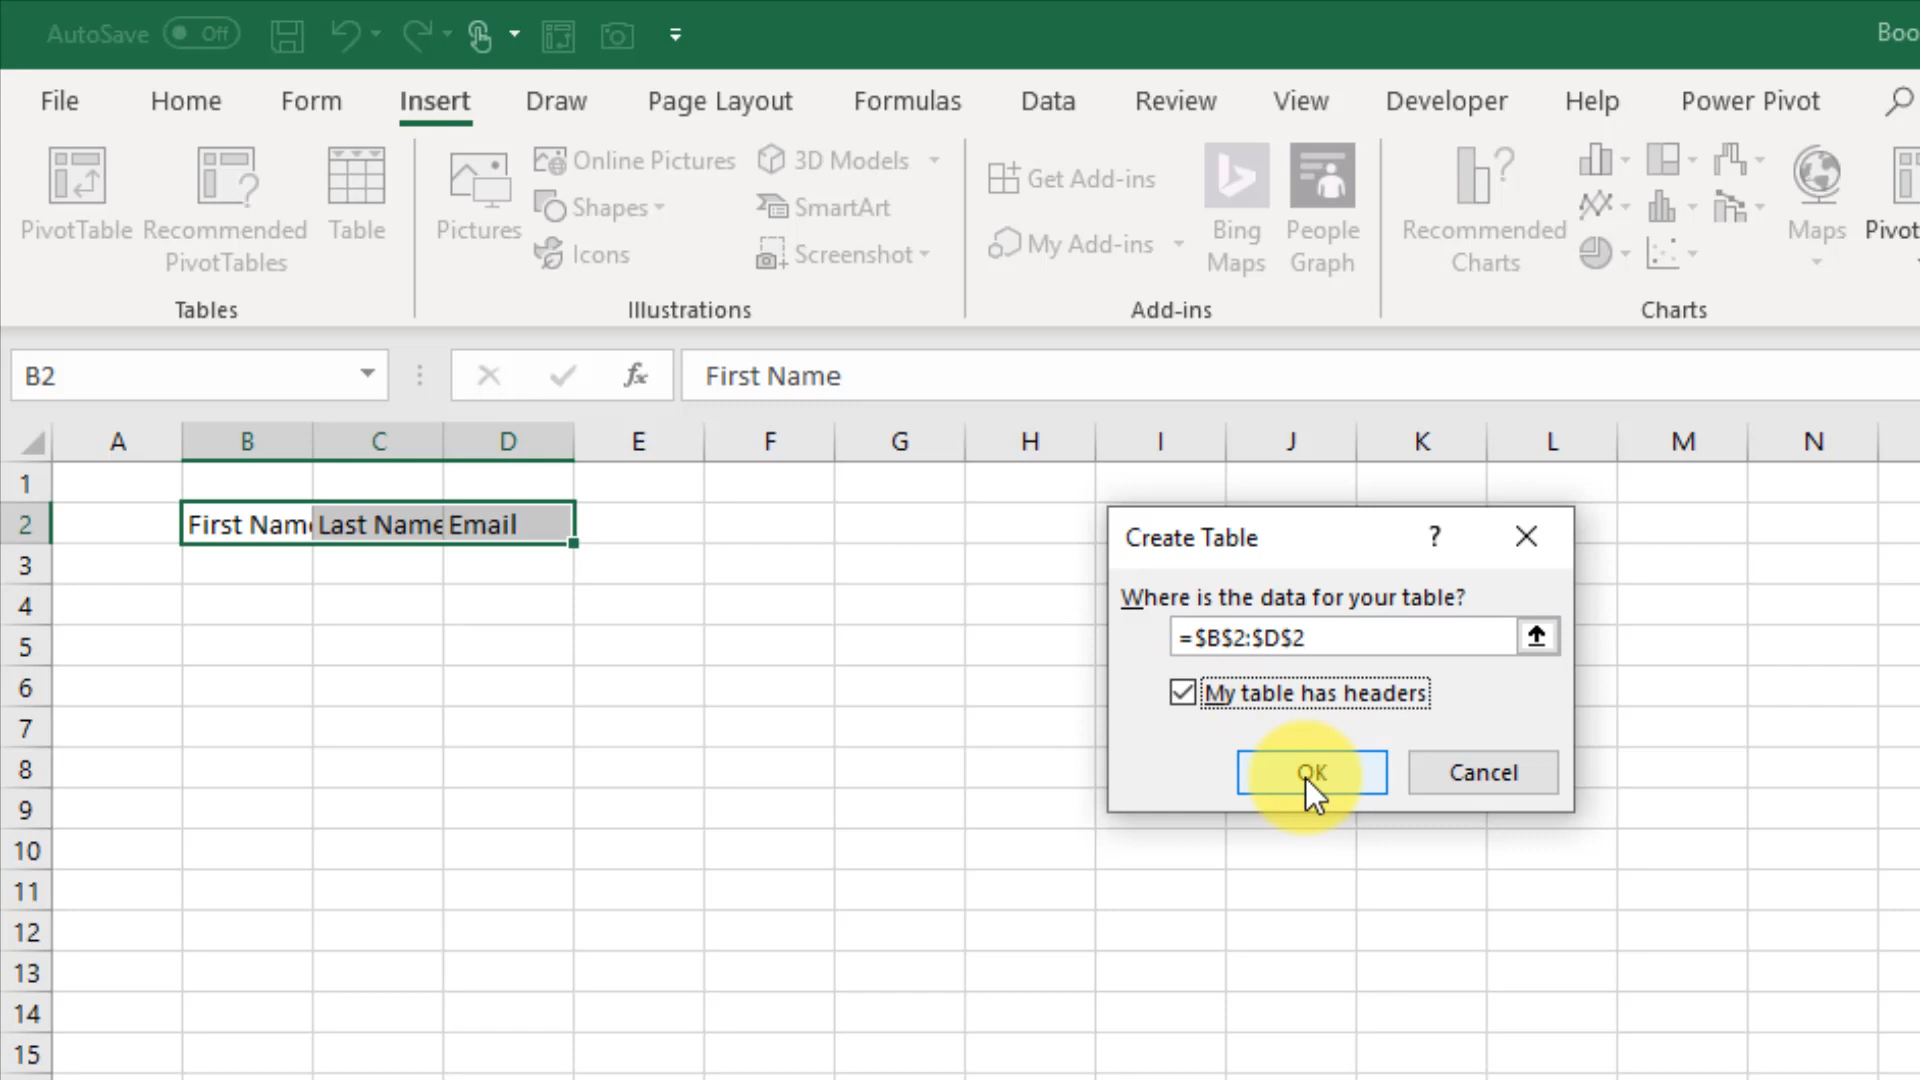 AutoSave Off
Boo
File Home Form Insert Draw Page Layout Formulas Data Review View Developer Help Power Pivot
PivotTable
Recommended
PivotTables
Table
Tables
Pictures
Online Pictures
Shapes
Icons
3D Models
SmartArt
Screenshot
Illustrations
Get Add-ins
My Add-ins
Bing
Maps
People
Graph
Add-ins
Recommended
Charts
Maps
Pivot
Charts
B2
fx
First Name
A B C D E F G H I J K L M N
1
2 First Nam Last Name Email
3
4
5
6
7
8
9
10
11
12
13
14
15
Create Table ?
Where is the data for your table?
=$B$2:$D$2
My table has headers
OK Cancel